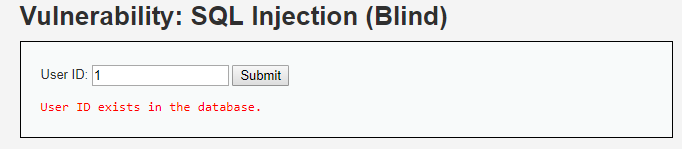 Vulnerability: SQL Injection (Blind)
User ID: 1 Submit
User ID exists in the database.